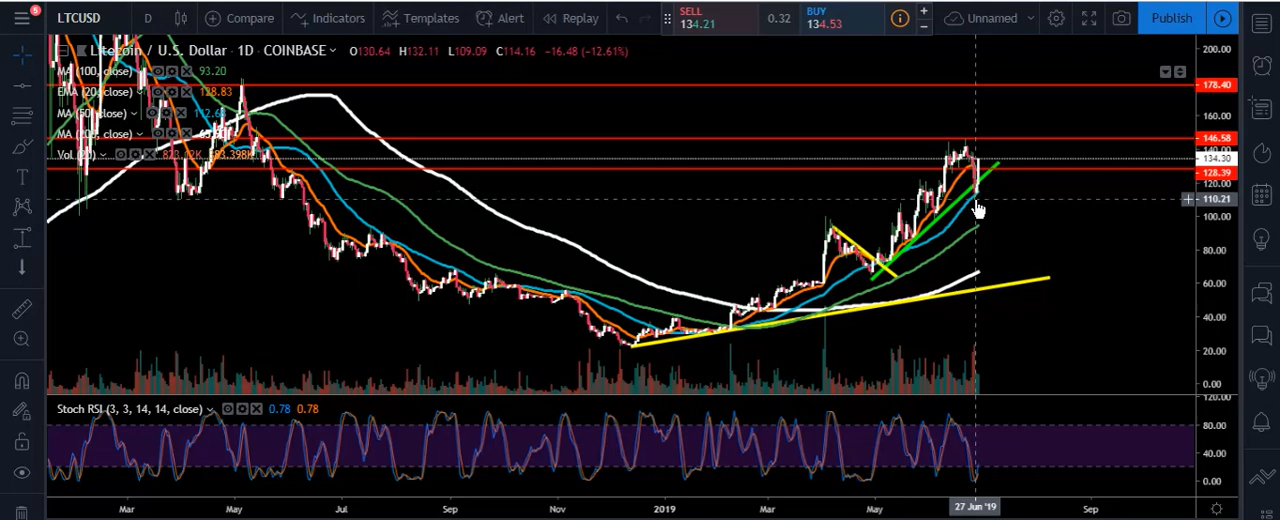 5 LTCUSD D Compare Indicators Templates Alert Replay SELL 134.21 0.32 BUY 134.53 Unnamed Publish
Litecoin / U.S. Dollar · 1D · COINBASE O130.64 H132.11 L109.09 C114.16 -16.48 (-12.61%)
MA (100, close) 93.20
EMA (20, close) 128.83
MA (50, close)
MA (200, close)
Vol (20)
200.00
178.40
160.00
146.58
140.00
134.30
128.39
120.00
110.21
100.00
80.00
60.00
40.00
20.00
0.00
Stoch RSI (3, 3, 14, 14, close) 0.78 0.78
120.00
80.00
40.00
0.00
Mar May Jul Sep Nov 2019 Mar May 27 Jun '19 Sep